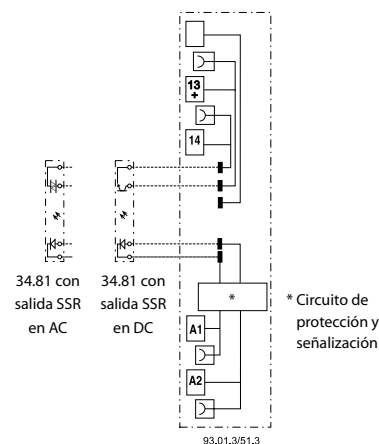 13
+
14
34.81 con
salida SSR
en AC
34.81 con
salida SSR
en DC
*
* Circuito de
protección y
señalización
A1
A2
93.01.3/51.3